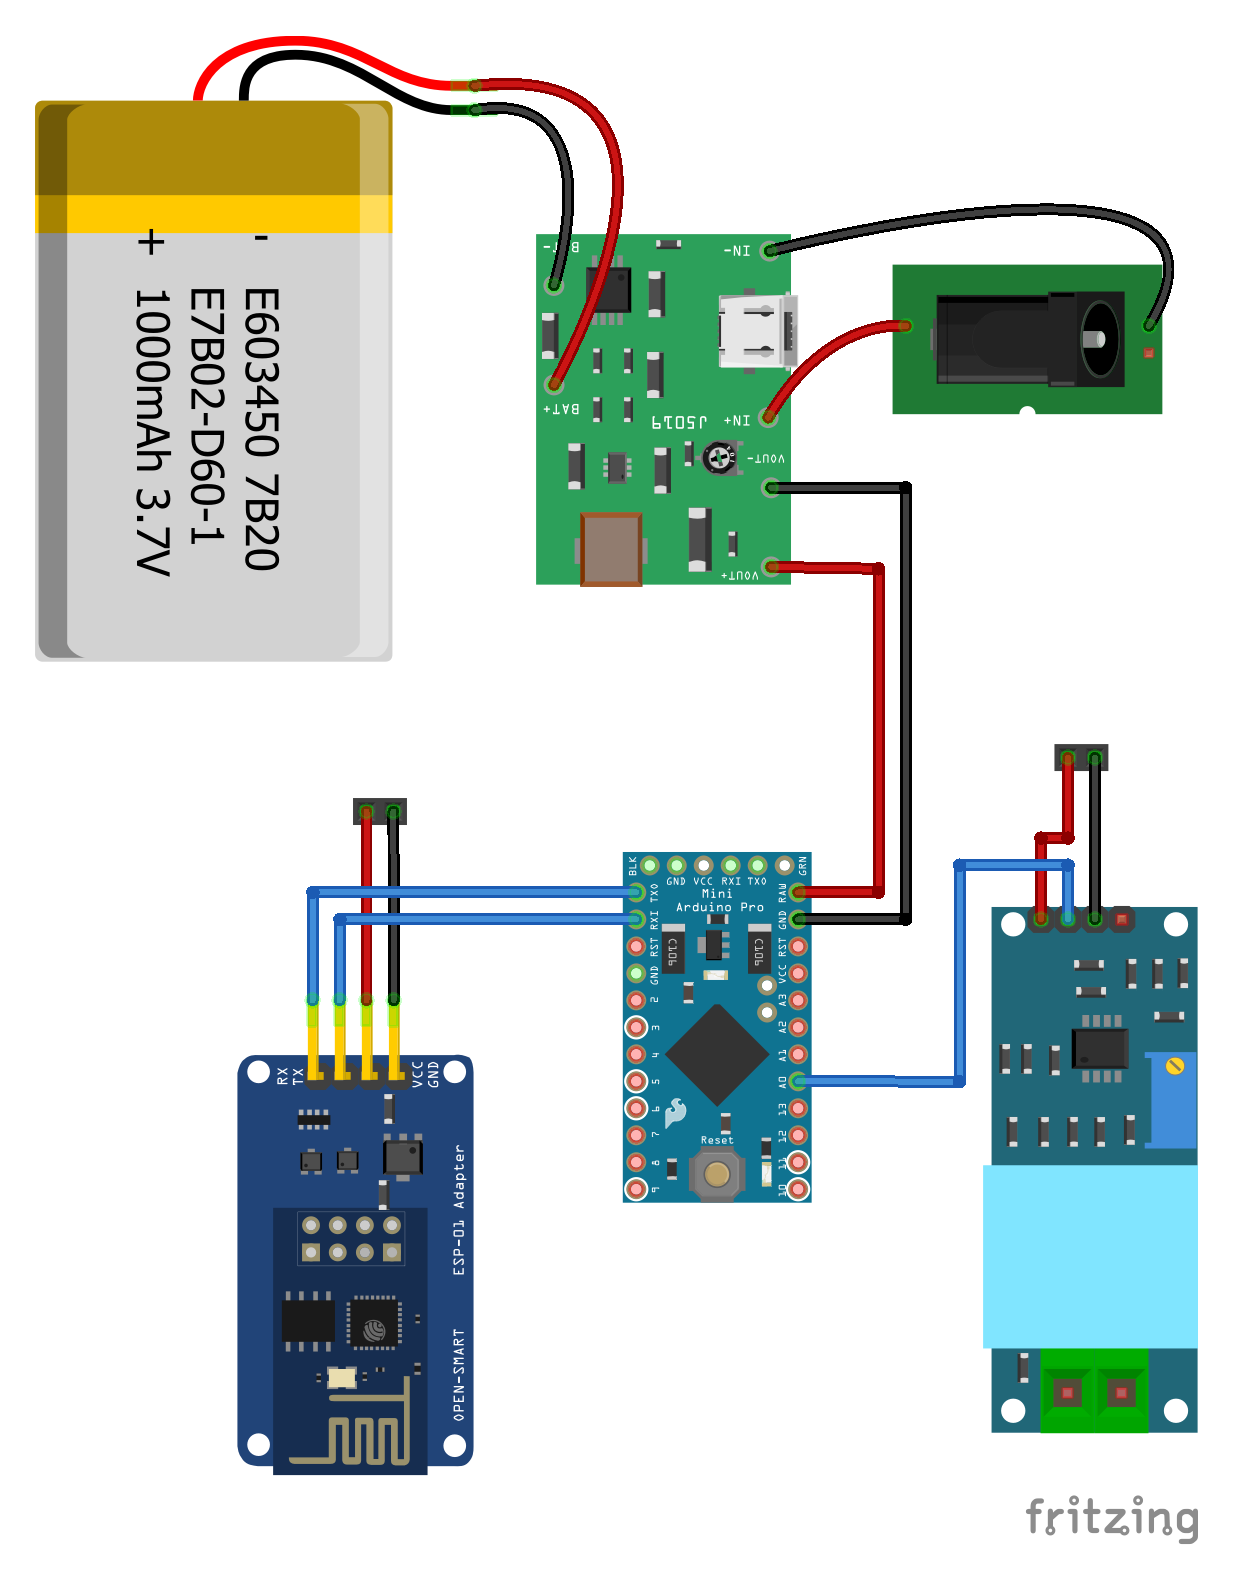 -
E603450 7B20
E7B02-D60-1
+ 1000mAh 3.7V
BAT-
IN-
BAT+
J5019
IN+
VOUT-
VOUT+
BLK
GND
VCC
RXI
TXO
GRN
Mini
Arduino Pro
TXO
RXI
RST
GND
2
3
4
5
6
7
8
9
RAW
GND
RST
VCC
A3
A2
A1
A0
13
12
11
10
C10P
C10P
Reset
RX
TX
VCC
GND
ESP-01 Adapter
OPEN-SMART
fritzing